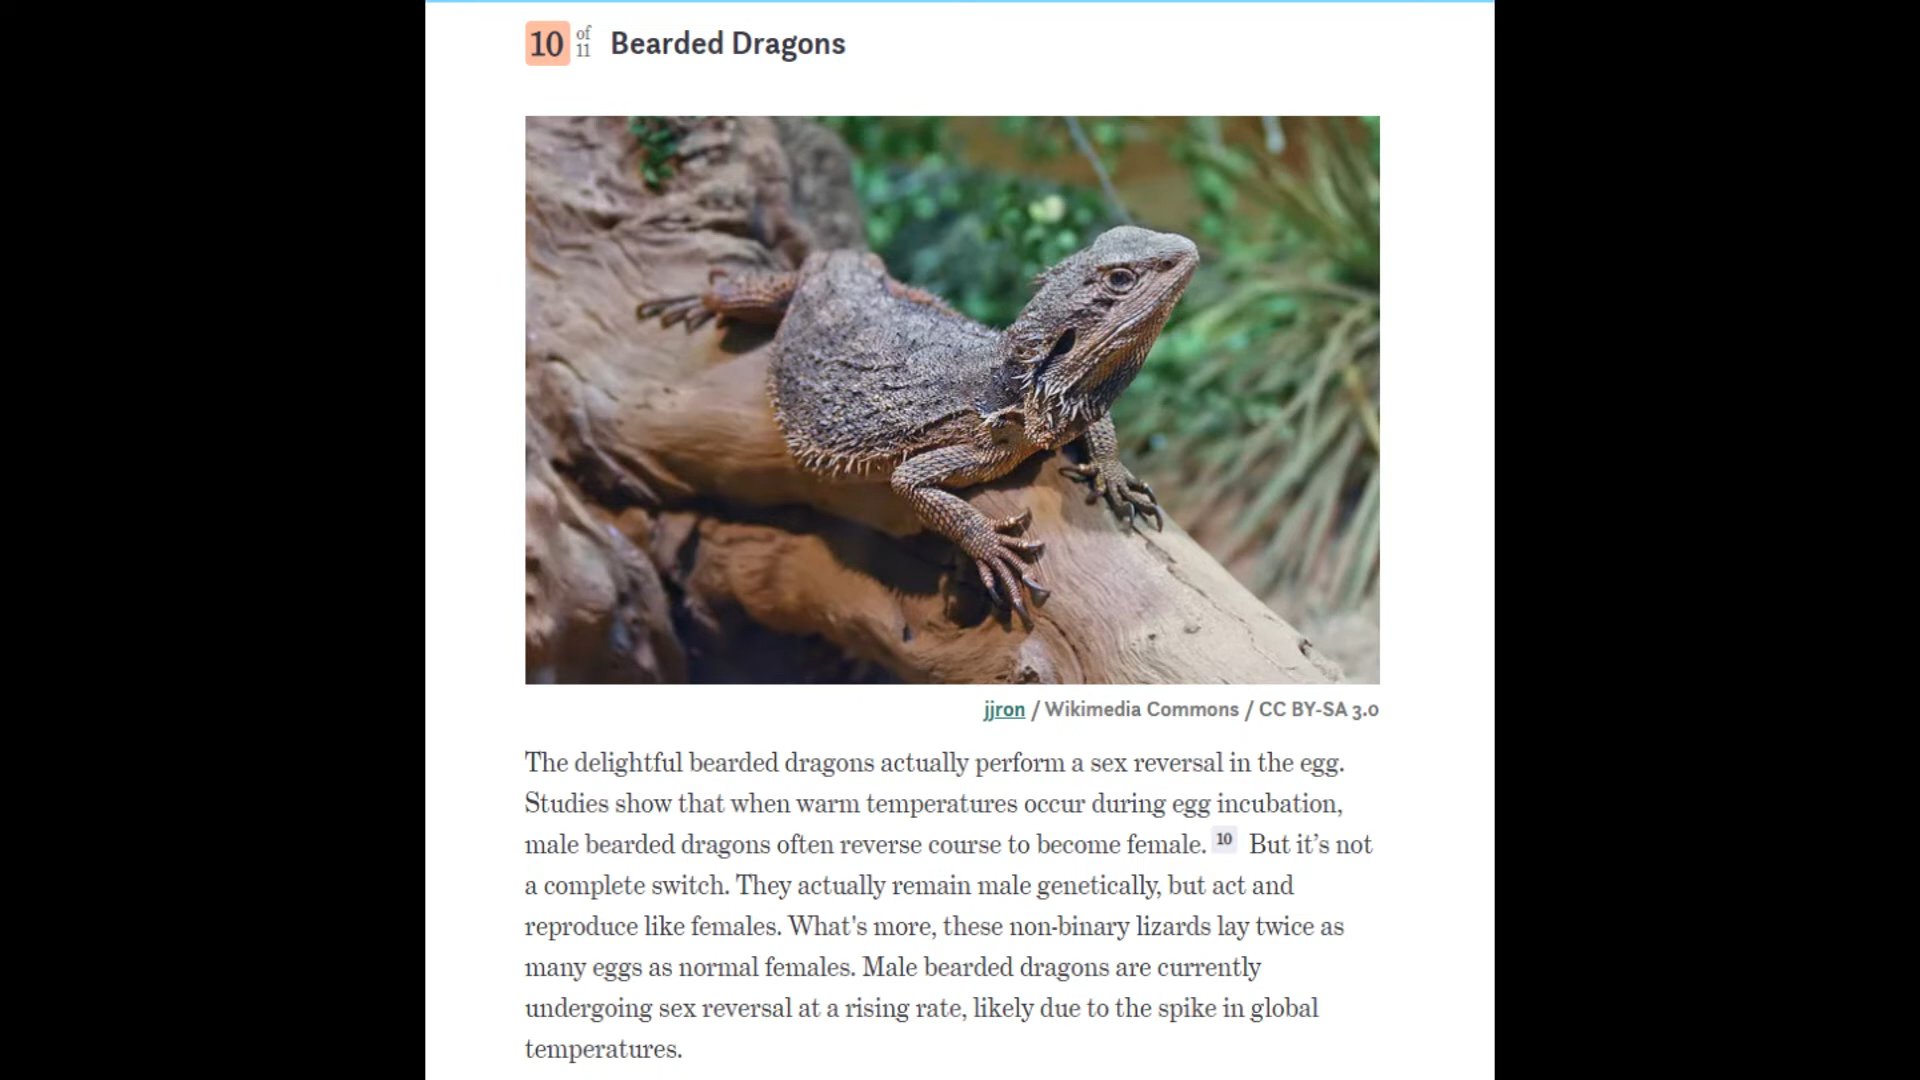 10 of 11 Bearded Dragons
jjron / Wikimedia Commons / CC BY-SA 3.0
The delightful bearded dragons actually perform a sex reversal in the egg.
Studies show that when warm temperatures occur during egg incubation,
male bearded dragons often reverse course to become female. 10 But it’s not
a complete switch. They actually remain male genetically, but act and
reproduce like females. What's more, these non-binary lizards lay twice as
many eggs as normal females. Male bearded dragons are currently
undergoing sex reversal at a rising rate, likely due to the spike in global
temperatures.